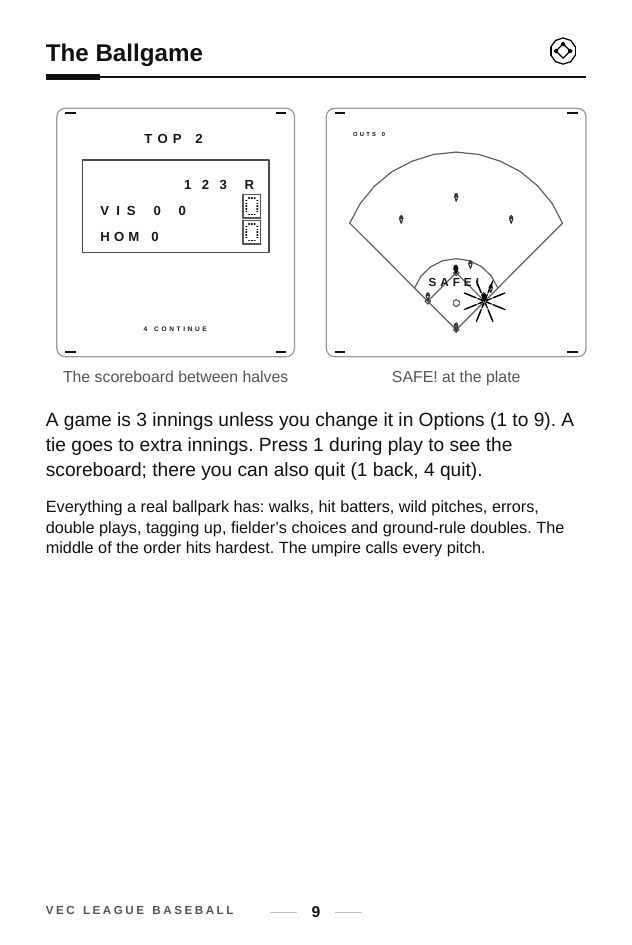 The Ballgame
TOP 2
1 2 3 R
VIS 0 0 0
HOM 0 0
4 CONTINUE
OUTS 0
SAFE!
The scoreboard between halves
SAFE! at the plate
A game is 3 innings unless you change it in Options (1 to 9). A
tie goes to extra innings. Press 1 during play to see the
scoreboard; there you can also quit (1 back, 4 quit).
Everything a real ballpark has: walks, hit batters, wild pitches, errors,
double plays, tagging up, fielder’s choices and ground-rule doubles. The
middle of the order hits hardest. The umpire calls every pitch.
VEC LEAGUE BASEBALL 9